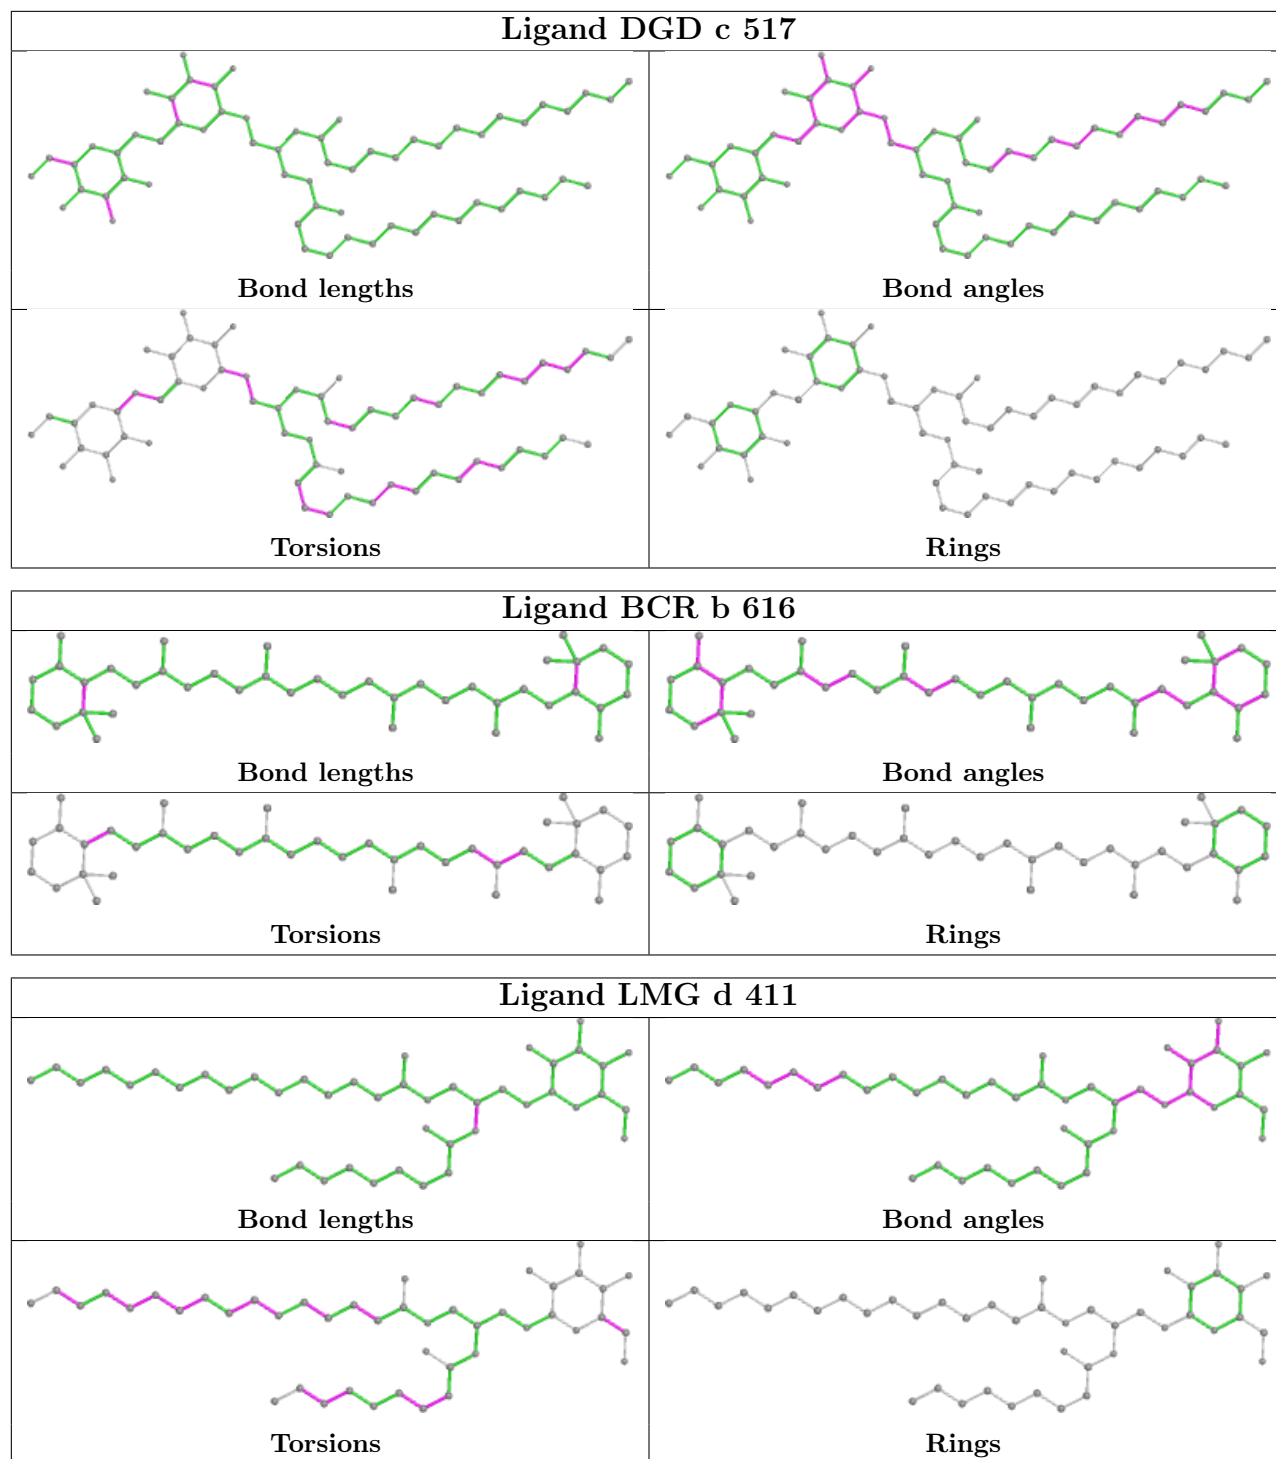 Ligand DGD c 517
Bond lengths
Bond angles
Torsions
Rings
Ligand BCR b 616
Bond lengths
Bond angles
Torsions
Rings
Ligand LMG d 411
Bond lengths
Bond angles
Torsions
Rings